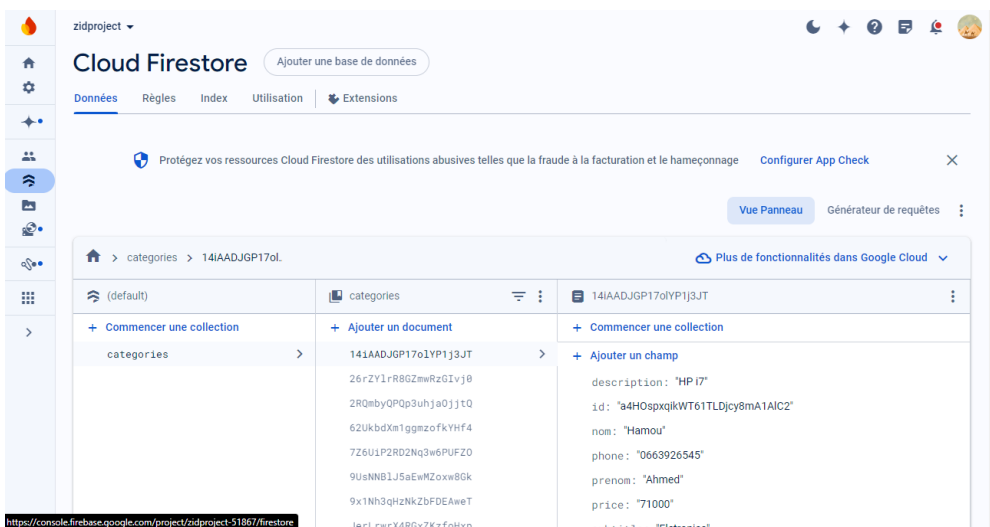 zidproject
Cloud Firestore
Ajouter une base de données
Données Règles Index Utilisation Extensions
Protégez vos ressources Cloud Firestore des utilisations abusives telles que la fraude à la facturation et le hameçonnage Configurer App Check
Vue Panneau Générateur de requêtes
categories > 14iAADJGP17ol.
Plus de fonctionnalités dans Google Cloud
(default)
+ Commencer une collection
categories
categories
+ Ajouter un document
14iAADJGP17olYP1j3JT
26rZYlrR8GZmwRzGIvj0
2RQmbyQPQp3uhjaOjjtQ
62UkbdXm1ggmzofkYHf4
7Z6UiP2RD2Nq3w6PUFZO
9UsNNBlJ5aEwMZoxw8Gk
9x1Nh3qHzNkZbFDEAweT
14iAADJGP17olYP1j3JT
+ Commencer une collection
+ Ajouter un champ
description: "HP i7"
id: "a4HOspxqikWT61TLDjcy8mA1AlC2"
nom: "Hamou"
phone: "0663926545"
prenom: "Ahmed"
price: "71000"
https://console.firebase.google.com/project/zidproject-51867/firestore